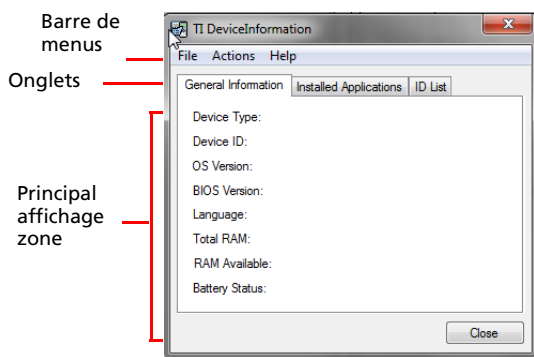 Barre de
menus
Onglets
Principal
affichage
zone
TI DeviceInformation
File Actions Help
General Information Installed Applications ID List
Device Type:
Device ID:
OS Version:
BIOS Version:
Language:
Total RAM:
RAM Available:
Battery Status:
Close